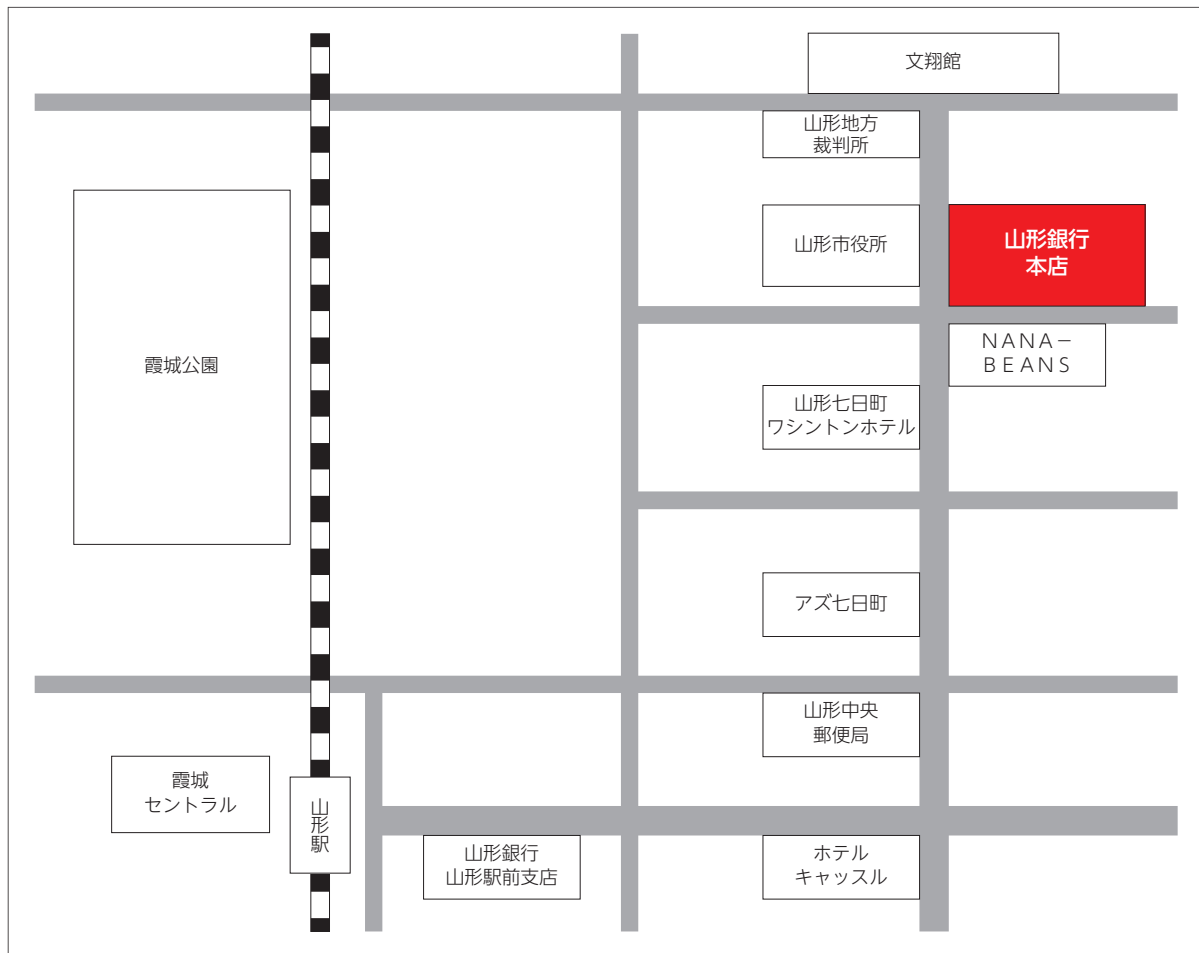 文翔館
山形地方
裁判所
山形市役所
山形銀行
本店
霞城公園
NANA－
BEANS
山形七日町
ワシントンホテル
アズ七日町
山形中央
郵便局
霞城
セントラル
山形駅
山形銀行
山形駅前支店
ホテル
キャッスル